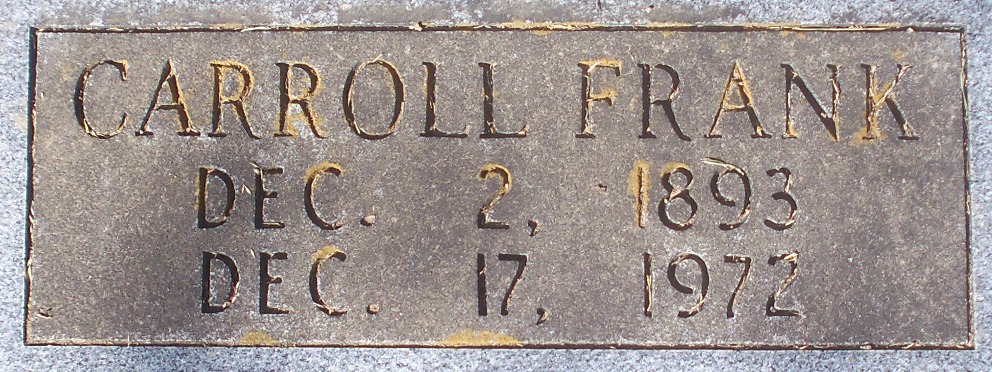 CARROLL FRANK
DEC. 2, 1893
DEC. 17, 1972